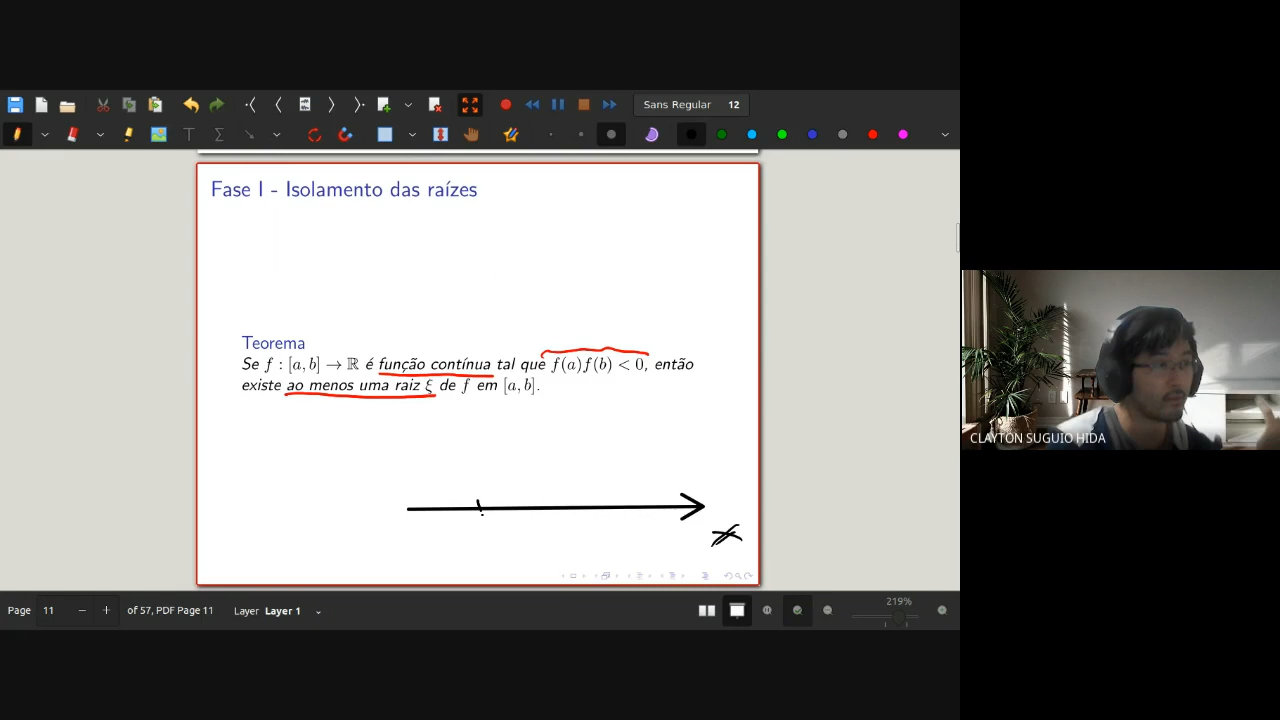 Sans Regular 12
Fase I - Isolamento das raízes
Teorema
Se f : [a, b] → ℝ é função contínua tal que f(a)f(b) < 0, então
existe ao menos uma raiz ξ de f em [a, b].
x
CLAYTON SUGUIO HIDA
Page 11 of 57, PDF Page 11 Layer Layer 1 219%